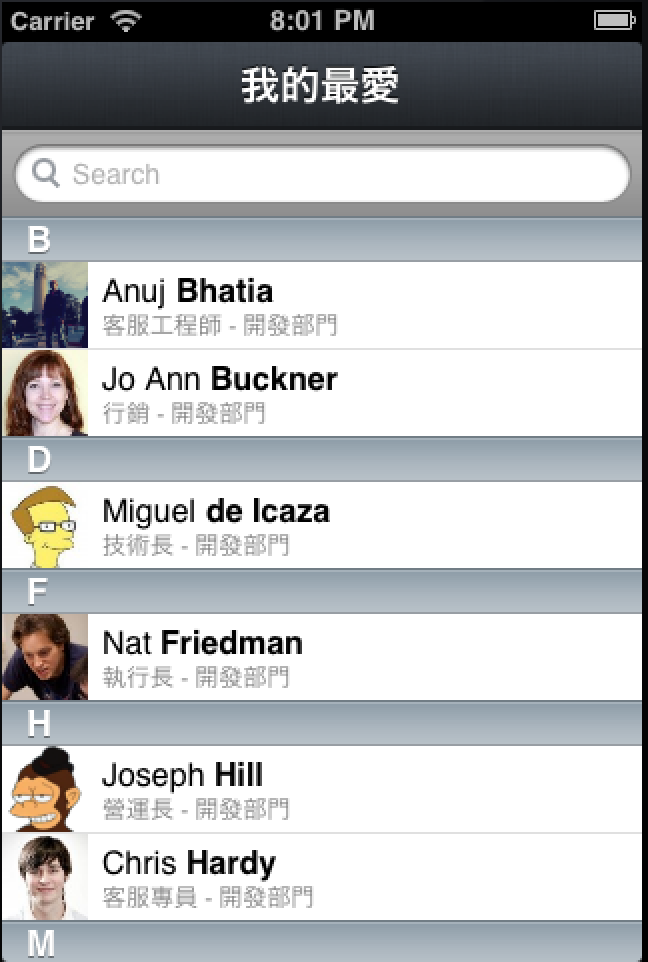 Carrier 8:01 PM
我的最愛
Search
B
Anuj Bhatia
客服工程師 - 開發部門
Jo Ann Buckner
行銷 - 開發部門
D
Miguel de Icaza
技術長 - 開發部門
F
Nat Friedman
執行長 - 開發部門
H
Joseph Hill
營運長 - 開發部門
Chris Hardy
客服專員 - 開發部門
M